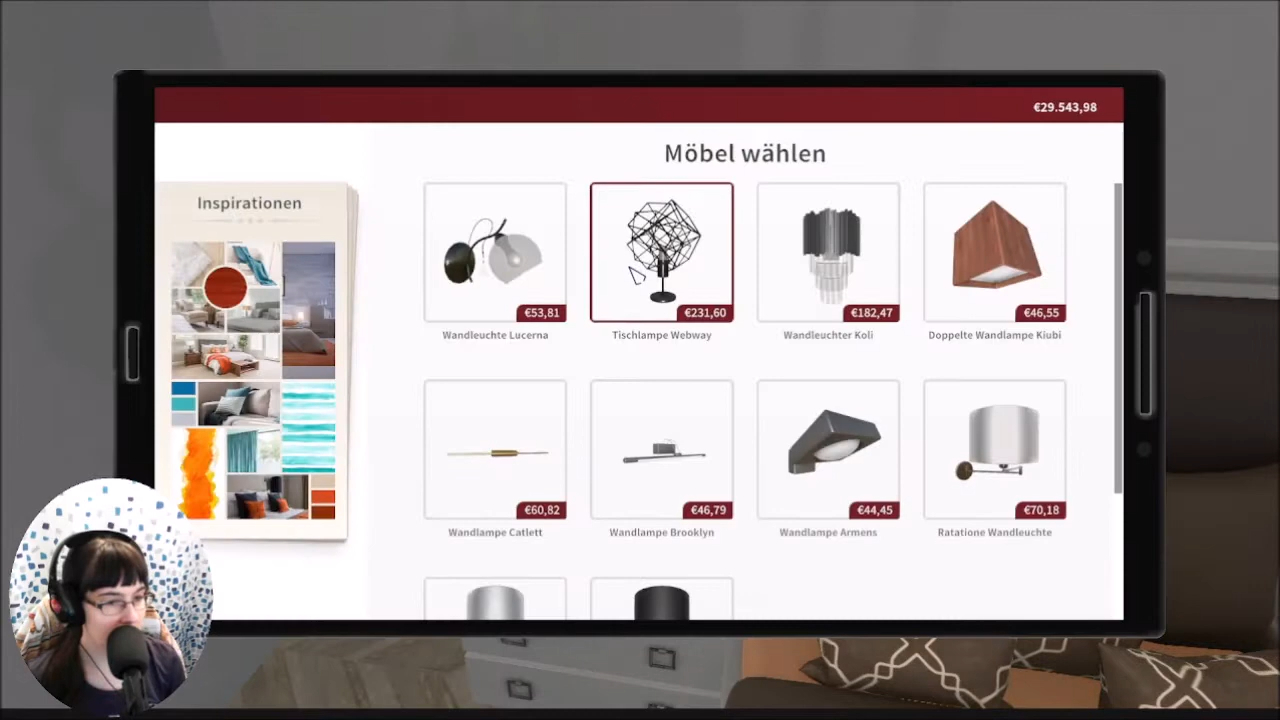 €29.543,98
Möbel wählen
Inspirationen
€53,81
€231,60
€182,47
€46,55
Wandleuchte Lucerna
Tischlampe Webway
Wandleuchter Koli
Doppelte Wandlampe Kiubi
€60,82
€46,79
€44,45
€70,18
Wandlampe Catlett
Wandlampe Brooklyn
Wandlampe Armens
Ratatione Wandleuchte